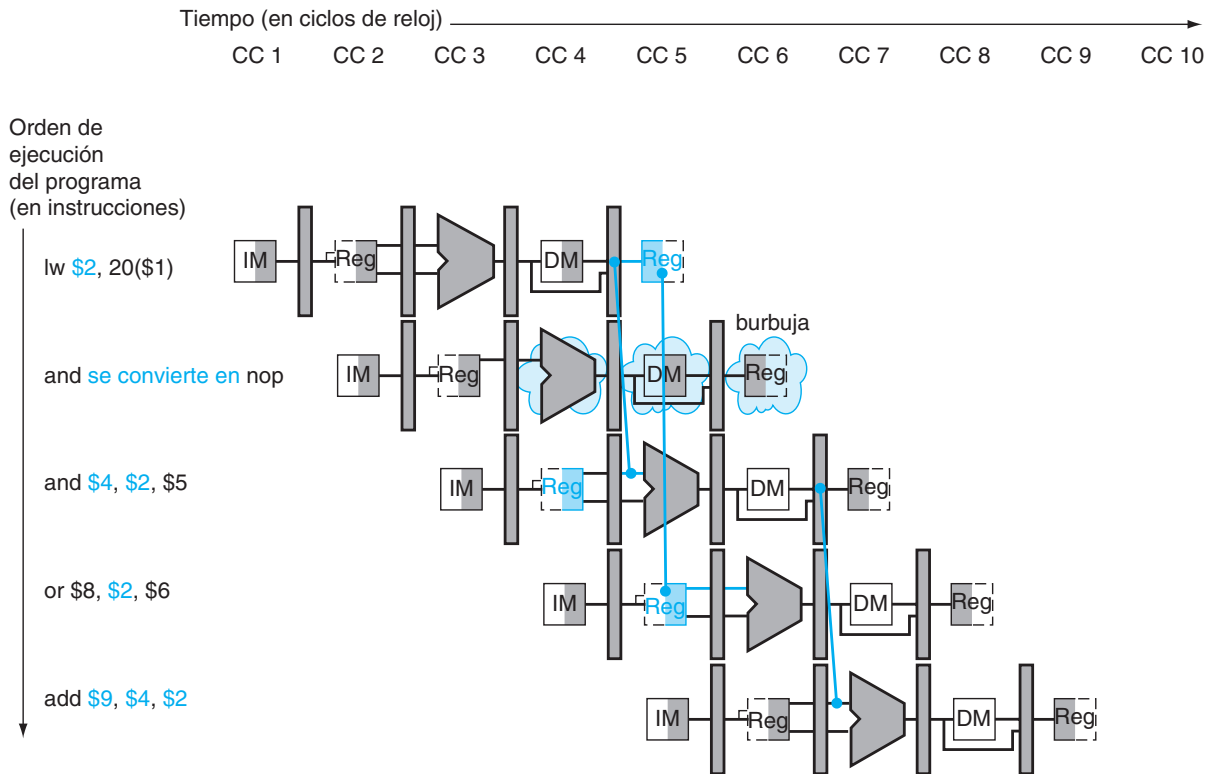 Tiempo (en ciclos de reloj)
CC 1 CC 2 CC 3 CC 4 CC 5 CC 6 CC 7 CC 8 CC 9 CC 10
Orden de
ejecución
del programa
(en instrucciones)
lw $2, 20($1)
IM Reg DM Reg
burbuja
and se convierte en nop
IM Reg DM Reg
and $4, $2, $5
IM Reg DM Reg
or $8, $2, $6
IM Reg DM Reg
add $9, $4, $2
IM Reg DM Reg